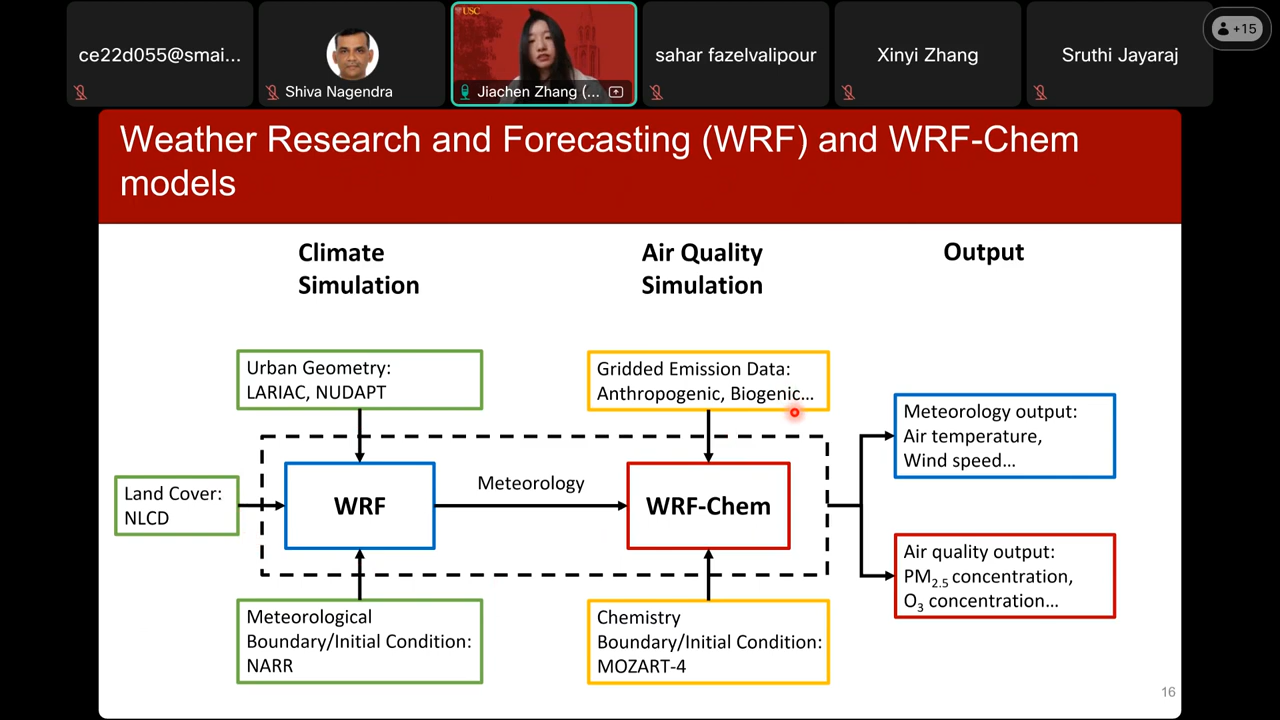 ce22d055@smai...
Shiva Nagendra
USC
Jiachen Zhang (...
sahar fazelvalipour
Xinyi Zhang
Sruthi Jayaraj
+15
Weather Research and Forecasting (WRF) and WRF-Chem
models
Climate
Simulation
Air Quality
Simulation
Output
Urban Geometry:
LARIAC, NUDAPT
Gridded Emission Data:
Anthropogenic, Biogenic...
Meteorology output:
Air temperature,
Wind speed...
Land Cover:
NLCD
WRF
Meteorology
WRF-Chem
Air quality output:
PM2.5 concentration,
O3 concentration...
Meteorological
Boundary/Initial Condition:
NARR
Chemistry
Boundary/Initial Condition:
MOZART-4
16